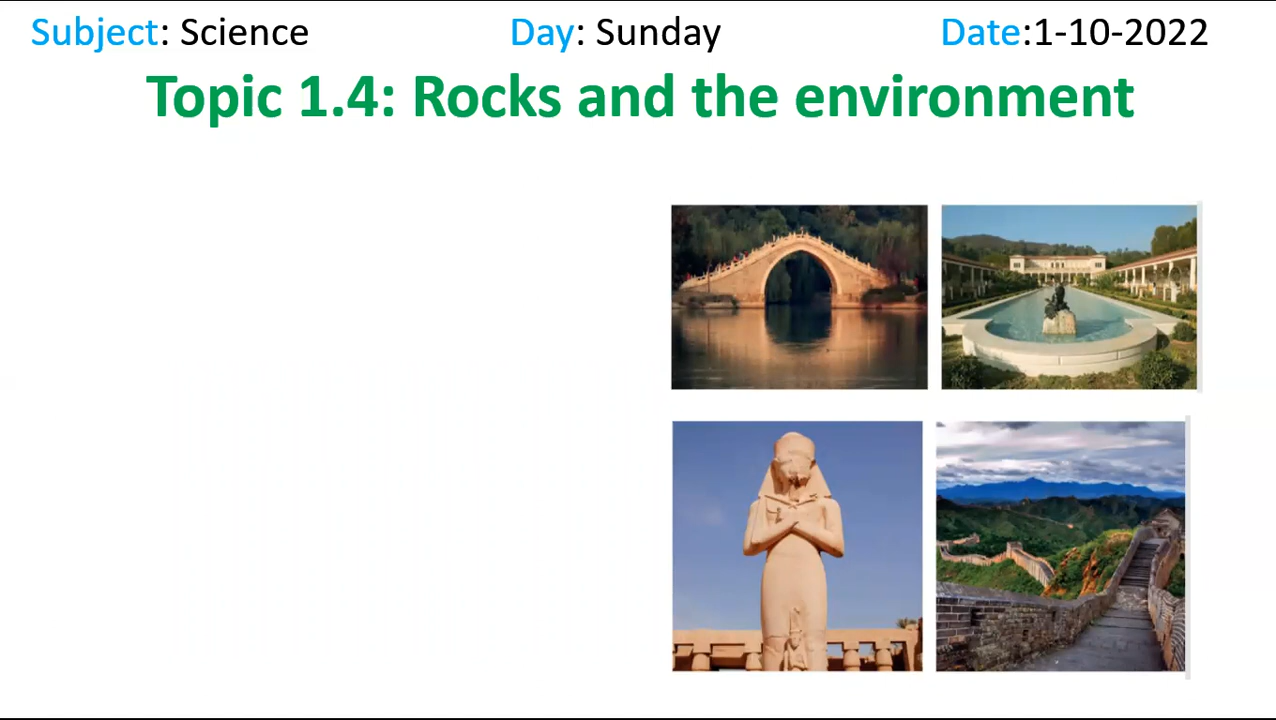 Subject: Science Day: Sunday Date:1-10-2022
Topic 1.4: Rocks and the environment